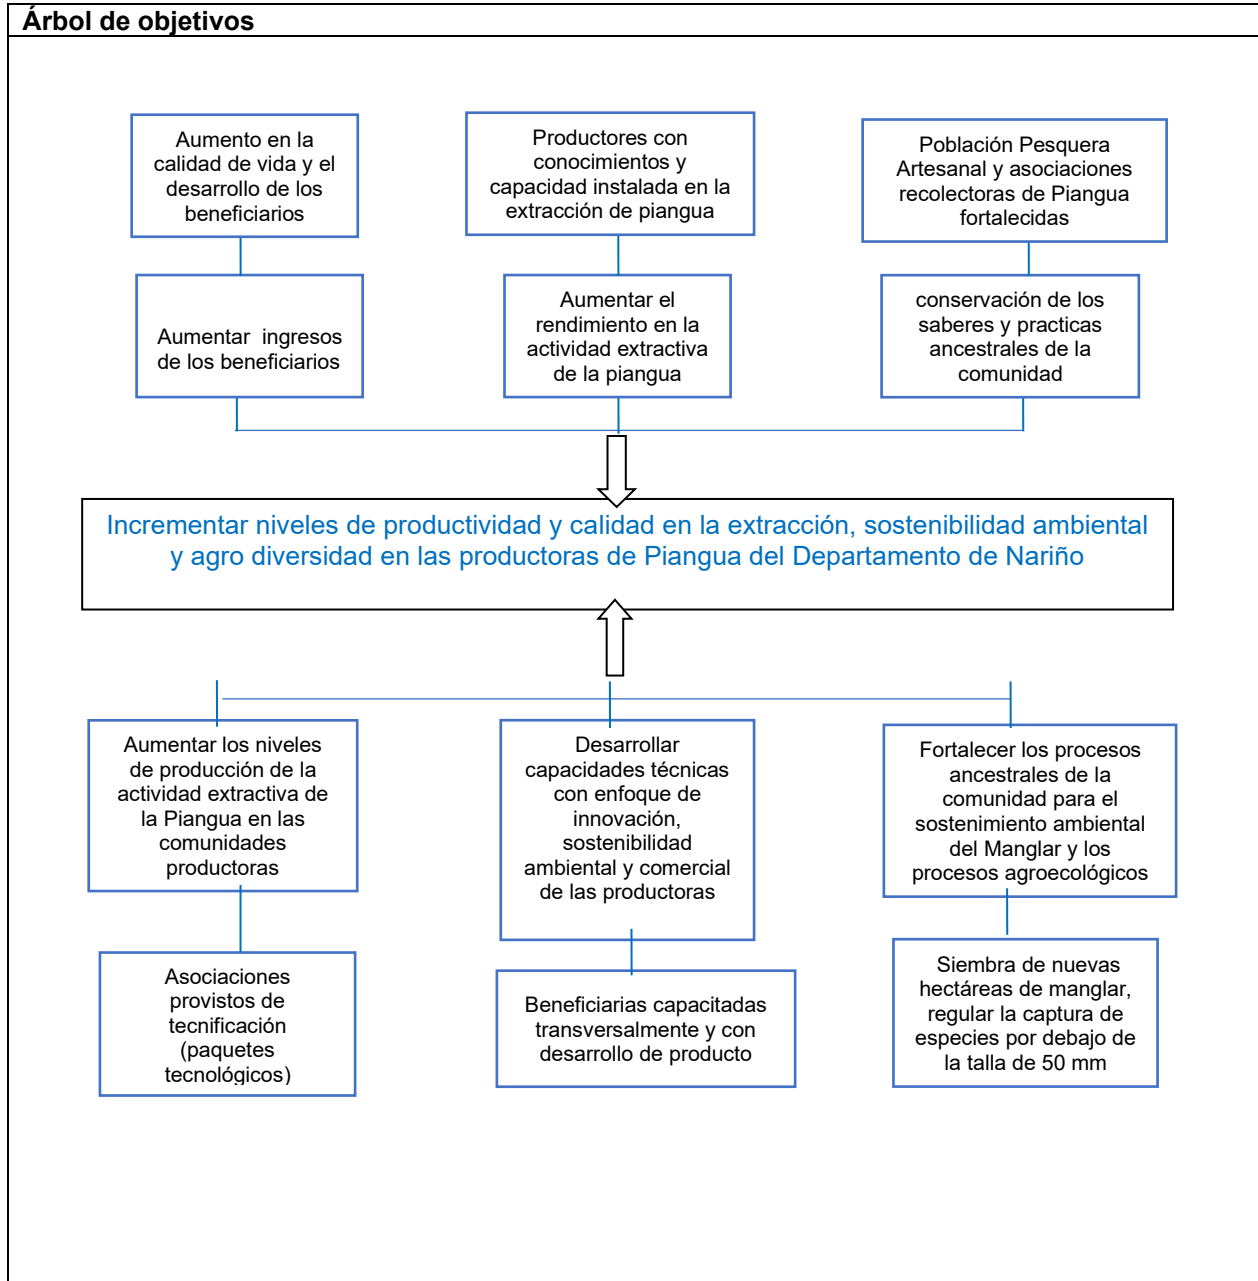 Árbol de objetivos
Aumento en la
calidad de vida y el
desarrollo de los
beneficiarios
Productores con
conocimientos y
capacidad instalada en la
extracción de piangua
Población Pesquera
Artesanal y asociaciones
recolectoras de Piangua
fortalecidas
Aumentar  ingresos
de los beneficiarios
Aumentar el
rendimiento en la
actividad extractiva
de la piangua
conservación de los
saberes y practicas
ancestrales de la
comunidad
Incrementar niveles de productividad y calidad en la extracción, sostenibilidad ambiental
y agro diversidad en las productoras de Piangua del Departamento de Nariño
Aumentar los niveles
de producción de la
actividad extractiva de
la Piangua en las
comunidades
productoras
Desarrollar
capacidades técnicas
con enfoque de
innovación,
sostenibilidad
ambiental y comercial
de las productoras
Fortalecer los procesos
ancestrales de la
comunidad para el
sostenimiento ambiental
del Manglar y los
procesos agroecológicos
Asociaciones
provistos de
tecnificación
(paquetes
tecnológicos)
Beneficiarias capacitadas
transversalmente y con
desarrollo de producto
Siembra de nuevas
hectáreas de manglar,
regular la captura de
especies por debajo de
la talla de 50 mm